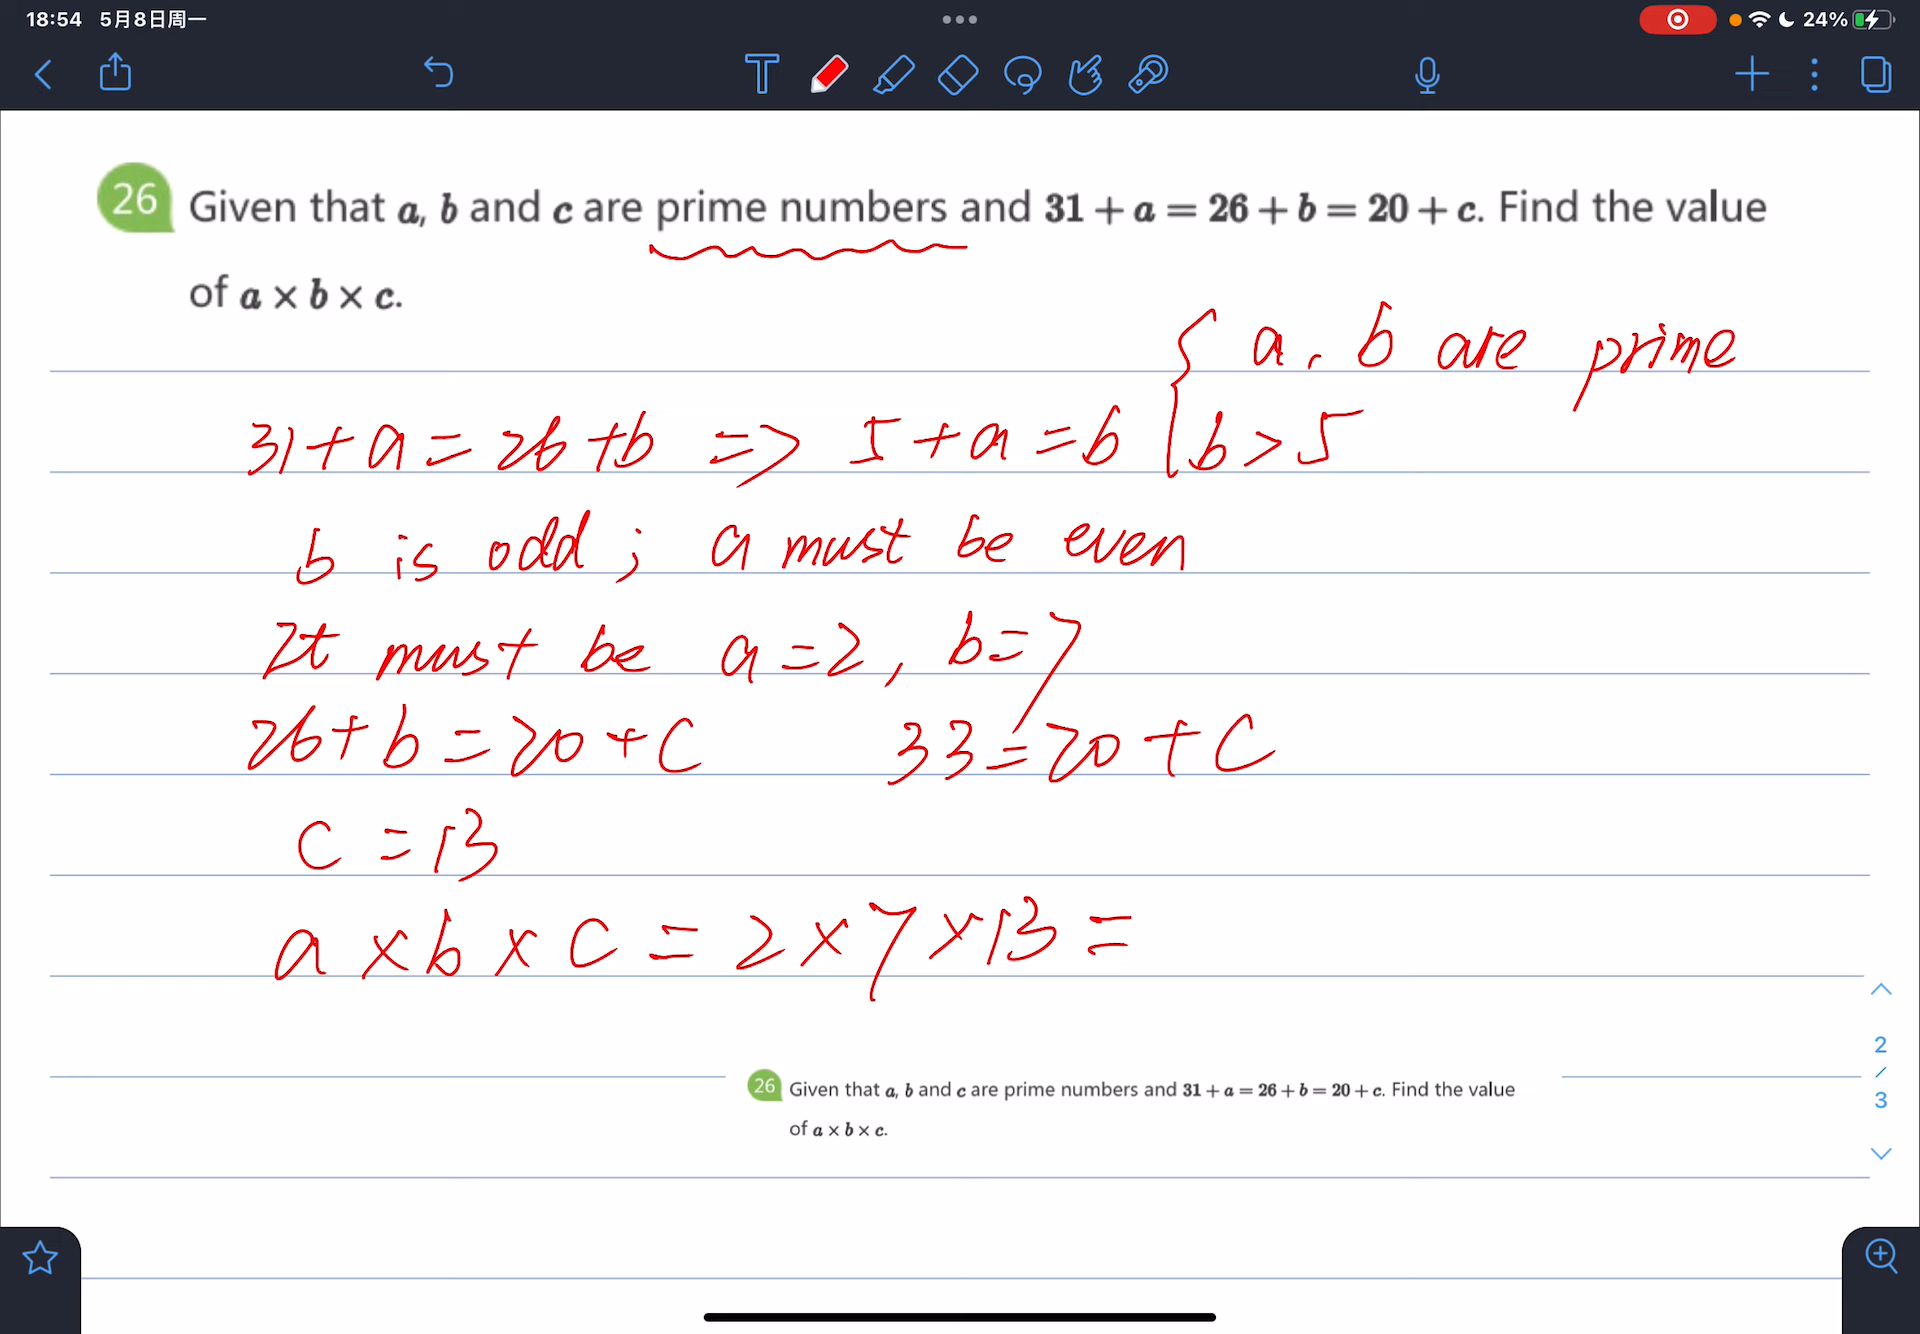 18:54 5月8日周一
24%
26 Given that a, b and c are prime numbers and 31 + a = 26 + b = 20 + c. Find the value
of a × b × c.
{ a, b are prime
31+a=26+b => 5+a=b { b>5
b is odd; a must be even
It must be a=2, b=7
26+b=20+c 33=20+c
c=13
a×b×c=2×7×13=
26 Given that a, b and c are prime numbers and 31 + a = 26 + b = 20 + c. Find the value
of a × b × c.
2
/
3